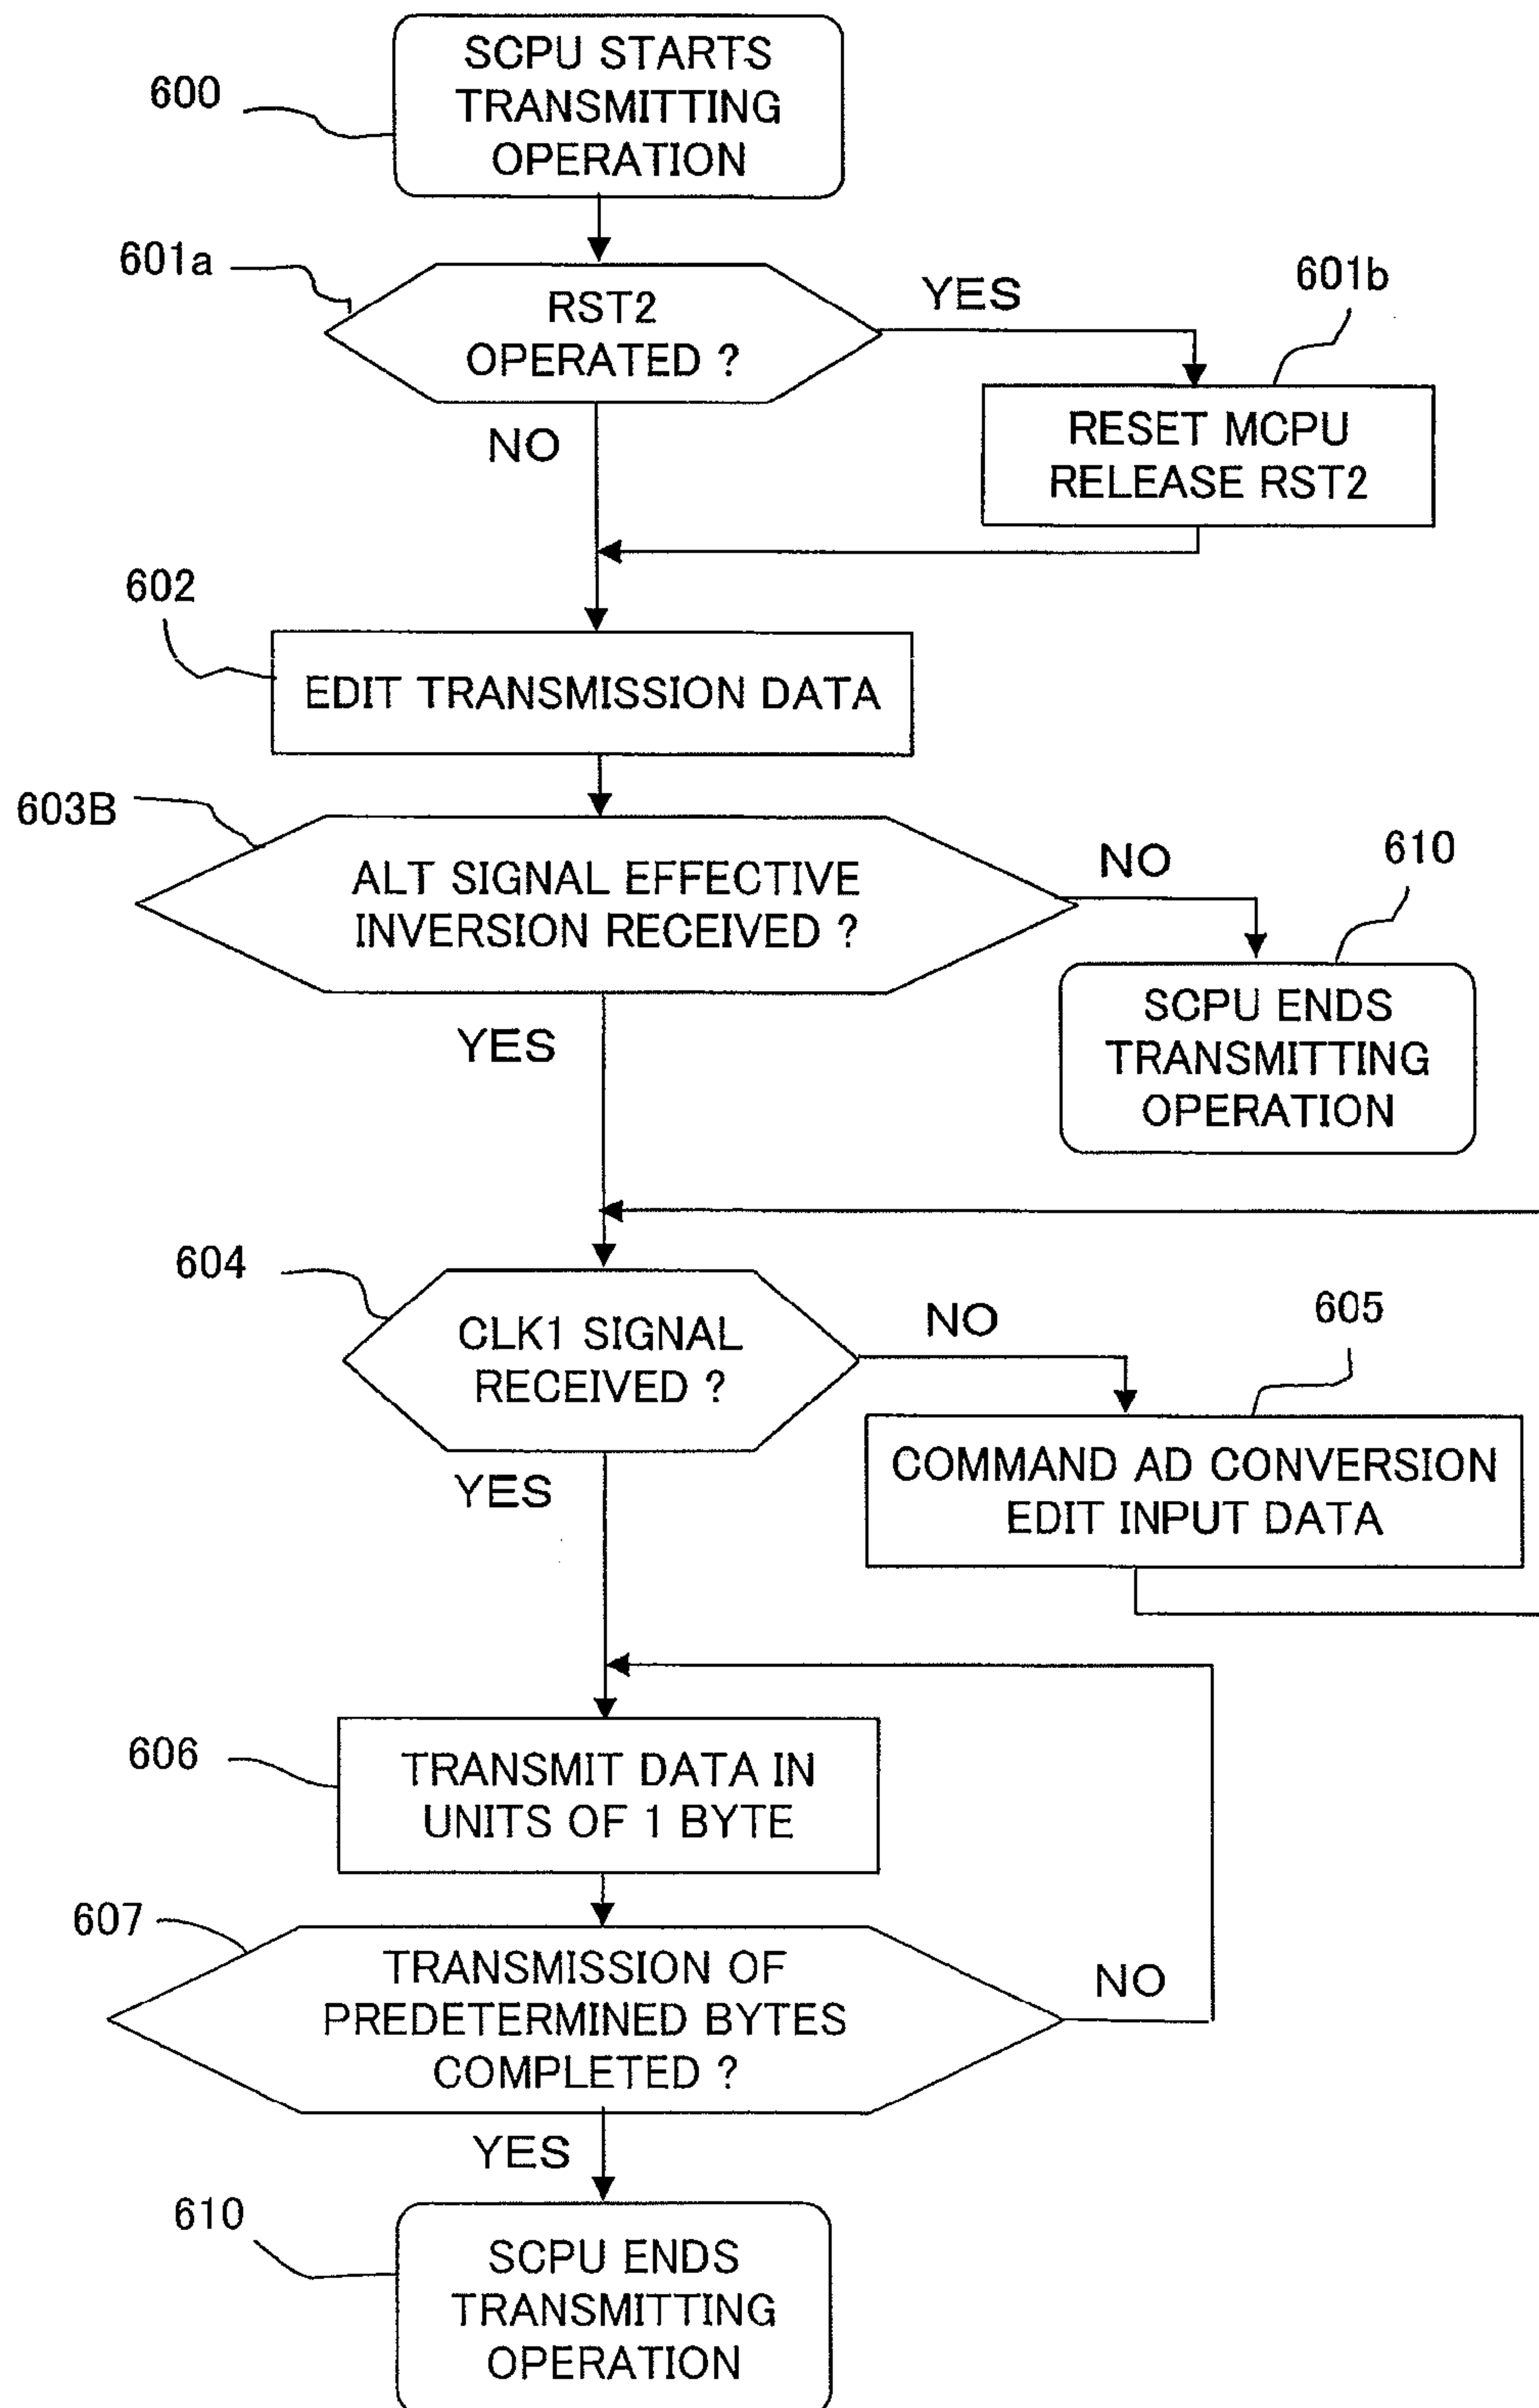 600
SCPU STARTS
TRANSMITTING
OPERATION
601a
RST2
OPERATED ?
YES
601b
NO
RESET MCPU
RELEASE RST2
602
EDIT TRANSMISSION DATA
603B
ALT SIGNAL EFFECTIVE
INVERSION RECEIVED ?
NO
610
YES
SCPU ENDS
TRANSMITTING
OPERATION
604
CLK1 SIGNAL
RECEIVED ?
NO
605
YES
COMMAND AD CONVERSION
EDIT INPUT DATA
606
TRANSMIT DATA IN
UNITS OF 1 BYTE
607
TRANSMISSION OF
PREDETERMINED BYTES
COMPLETED ?
NO
YES
610
SCPU ENDS
TRANSMITTING
OPERATION